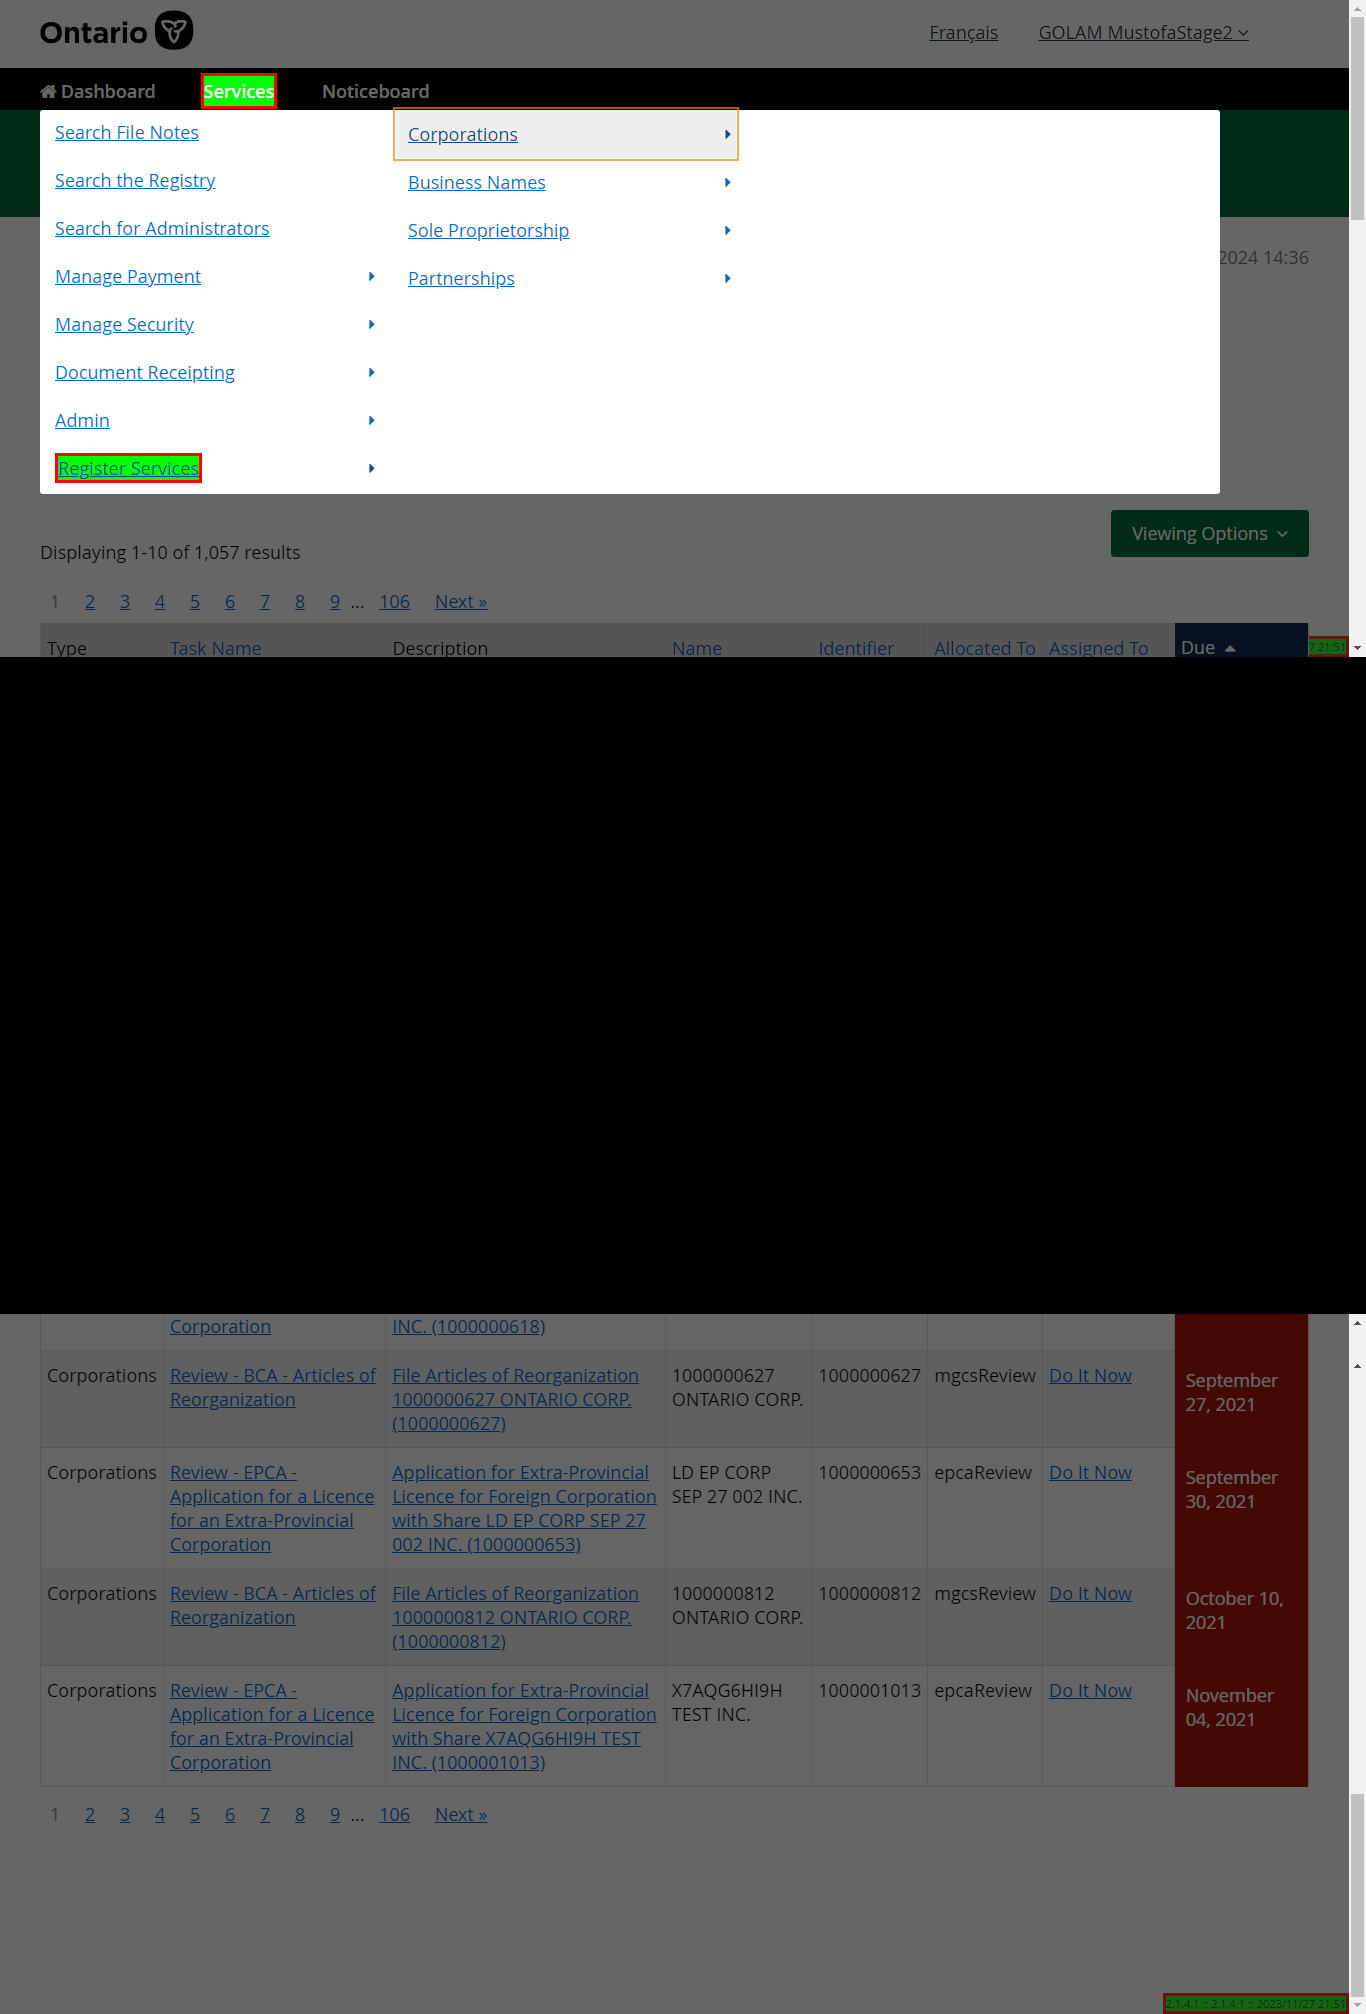 Ontario
Français GOLAM MustofaStage2
Dashboard Services Noticeboard
Search File Notes Corporations
Search the Registry Business Names
Search for Administrators Sole Proprietorship
Manage Payment Partnerships
2024 14:36
Manage Security
Document Receipting
Admin
Register Services
Viewing Options
Displaying 1-10 of 1,057 results
1 2 3 4 5 6 7 8 9 ... 106 Next »
Type Task Name Description Name Identifier Allocated To Assigned To Due
7 21:51
Corporation INC. (1000000618)
Corporations Review - BCA - Articles of File Articles of Reorganization 1000000627 1000000627 mgcsReview Do It Now September
Reorganization 1000000627 ONTARIO CORP. ONTARIO CORP. 27, 2021
(1000000627)
Corporations Review - EPCA - Application for Extra-Provincial LD EP CORP 1000000653 epcaReview Do It Now September
Application for a Licence Licence for Foreign Corporation SEP 27 002 INC. 30, 2021
for an Extra-Provincial with Share LD EP CORP SEP 27
Corporation 002 INC. (1000000653)
Corporations Review - BCA - Articles of File Articles of Reorganization 1000000812 1000000812 mgcsReview Do It Now October 10,
Reorganization 1000000812 ONTARIO CORP. ONTARIO CORP. 2021
(1000000812)
Corporations Review - EPCA - Application for Extra-Provincial X7AQG6HI9H 1000001013 epcaReview Do It Now November
Application for a Licence Licence for Foreign Corporation TEST INC. 04, 2021
for an Extra-Provincial with Share X7AQG6HI9H TEST
Corporation INC. (1000001013)
1 2 3 4 5 6 7 8 9 ... 106 Next »
2.1.4.1 :: 2.1.4.1 :: 2023/11/27 21:51